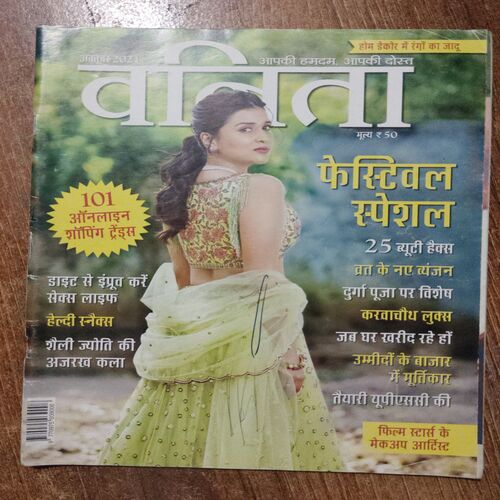 होम डेकोर में रंगों का जादू
अक्तूबर 2021
आपकी हमदम, आपकी दोस्त
वनिता
मूल्य ₹ 50
101
ऑनलाइन
शॉपिंग ट्रेंड्स
फेस्टिवल
स्पेशल
25 ब्यूटी हैक्स
व्रत के नए व्यंजन
दुर्गा पूजा पर विशेष
करवाचौथ लुक्स
जब घर खरीद रहे हों
उम्मीदों के बाजार
में मूर्तिकार
तैयारी यूपीएससी की
डाइट से इंप्रूव करें
सेक्स लाइफ
हेल्दी स्नैक्स
शैली ज्योति की
अजरख कला
फिल्म स्टार्स के
मेकअप आर्टिस्ट